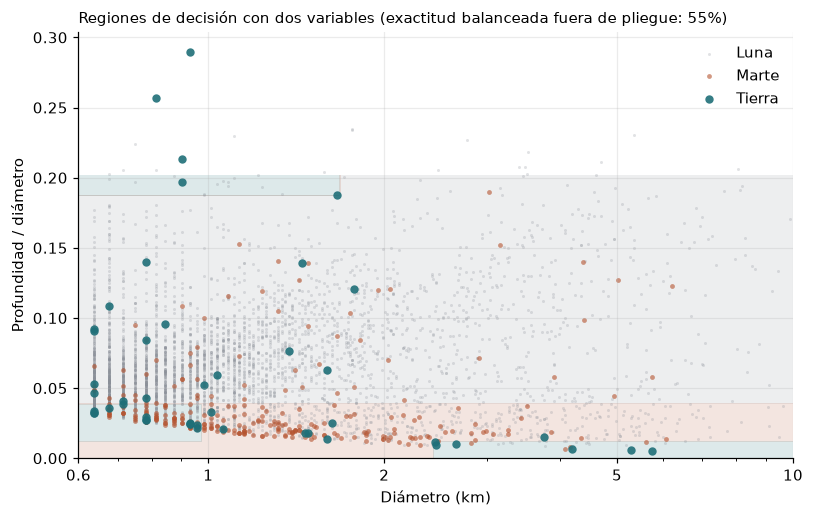 Regiones de decisión con dos variables (exactitud balanceada fuera de pliegue: 55%)
Luna
Marte
Tierra
Profundidad / diámetro
0.30
0.25
0.20
0.15
0.10
0.05
0.00
0.6
1
2
5
10
Diámetro (km)